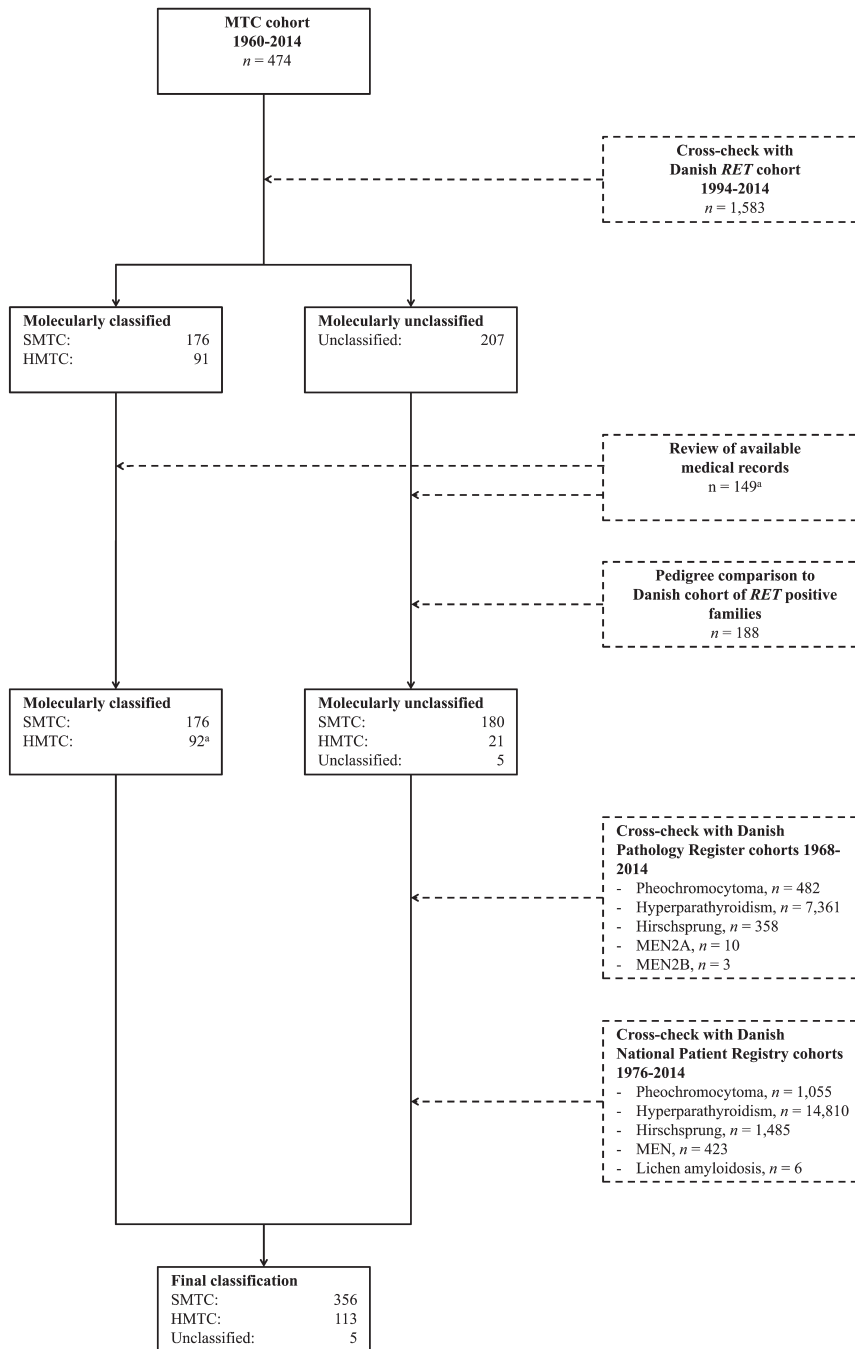 MTC cohort
1960-2014
n = 474
Cross-check with
Danish RET cohort
1994-2014
n = 1,583
Molecularly classified
SMTC: 176
HMTC: 91
Molecularly unclassified
Unclassified: 207
Review of available
medical records
n = 149ᵃ
Pedigree comparison to
Danish cohort of RET positive
families
n = 188
Molecularly classified
SMTC: 176
HMTC: 92ᵃ
Molecularly unclassified
SMTC: 180
HMTC: 21
Unclassified: 5
Cross-check with Danish
Pathology Register cohorts 1968-
2014
- Pheochromocytoma, n = 482
- Hyperparathyroidism, n = 7,361
- Hirschsprung, n = 358
- MEN2A, n = 10
- MEN2B, n = 3
Cross-check with Danish
National Patient Registry cohorts
1976-2014
- Pheochromocytoma, n = 1,055
- Hyperparathyroidism, n = 14,810
- Hirschsprung, n = 1,485
- MEN, n = 423
- Lichen amyloidosis, n = 6
Final classification
SMTC: 356
HMTC: 113
Unclassified: 5